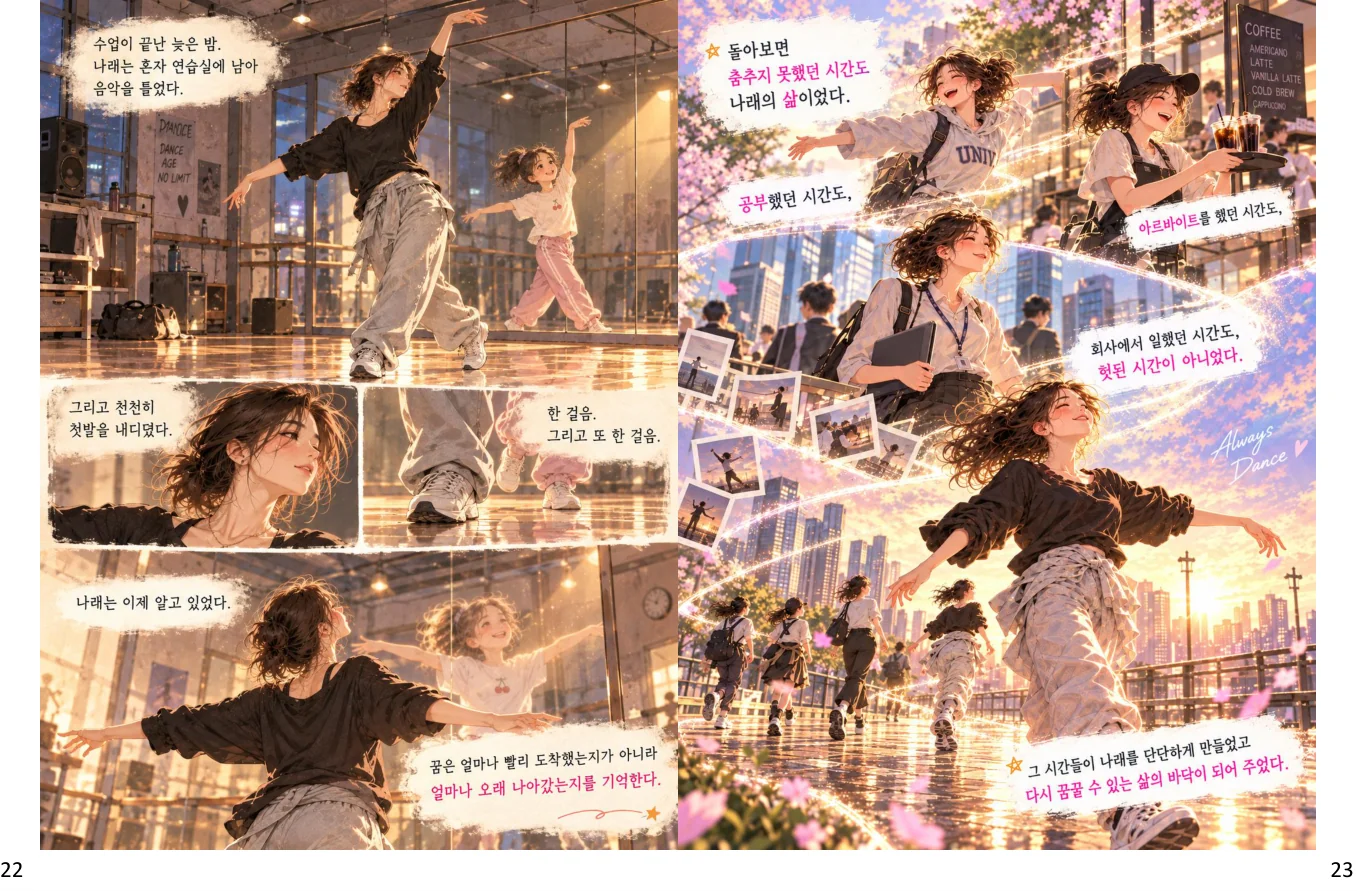 수업이 끝난 늦은 밤.
나래는 혼자 연습실에 남아
음악을 틀었다.
DIANDCE
DANCE
AGE
NO LIMIT
그리고 천천히
첫발을 내디뎠다.
한 걸음.
그리고 또 한 걸음.
나래는 이제 알고 있었다.
꿈은 얼마나 빨리 도착했는지가 아니라
얼마나 오래 나아갔는지를 기억한다.
22
돌아보면
춤추지 못했던 시간도
나래의 삶이었다.
COFFEE
AMERICANO
LATTE
VANILLA LATTE
COLD BREW
CAPPUCINO
UNIV
공부했던 시간도,
아르바이트를 했던 시간도,
회사에서 일했던 시간도,
헛된 시간이 아니었다.
Always
Dance
그 시간들이 나래를 단단하게 만들었고
다시 꿈꿀 수 있는 삶의 바닥이 되어 주었다.
23